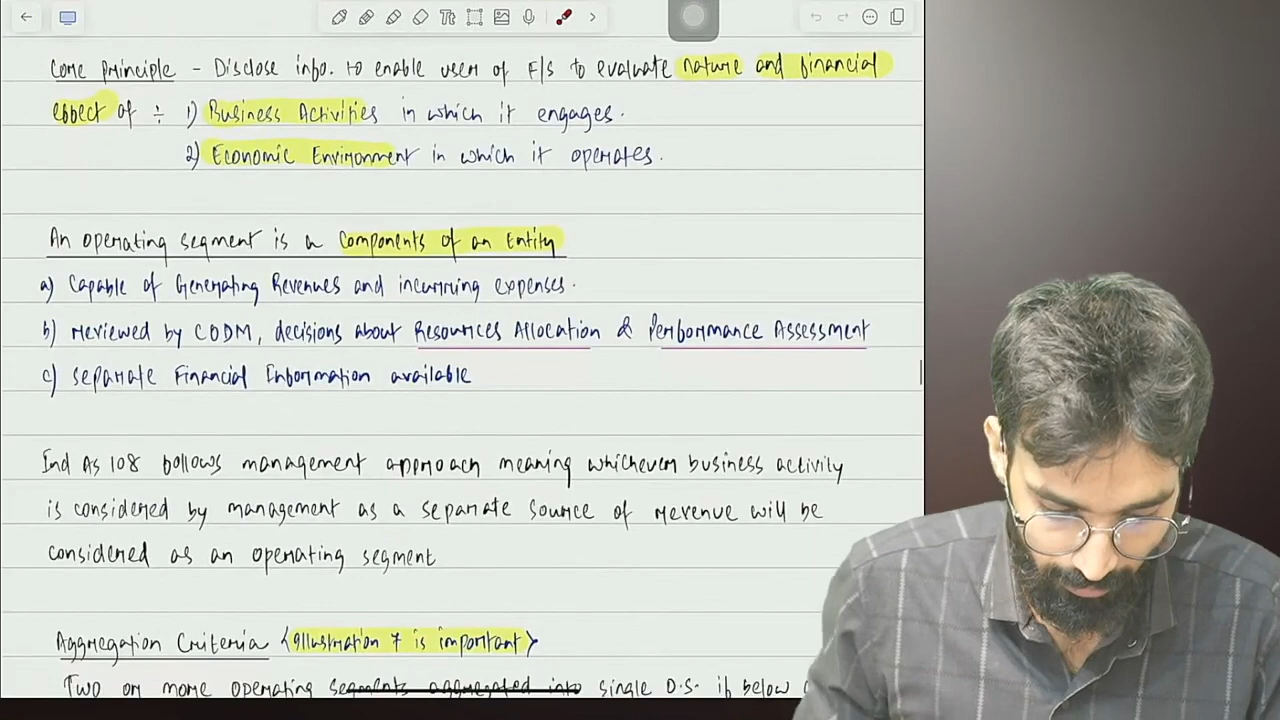 Core Principle - Disclose info. to enable users of F/S to evaluate nature and financial
effect of ÷ 1) Business Activities in which it engages.
2) Economic Environment in which it operates.
An operating segment is a Components of an Entity
a) Capable of Generating Revenues and incurring expenses.
b) reviewed by CODM, decisions about Resources Allocation & Performance Assessment
c) Separate Financial Information available
Ind As 108 follows management approach meaning whichever business activity
is considered by management as a separate source of revenue will be
considered as an operating segment
Aggregation Criteria <Illustration 7 is important>
Two or more operating segments aggregated into single O.S. if below